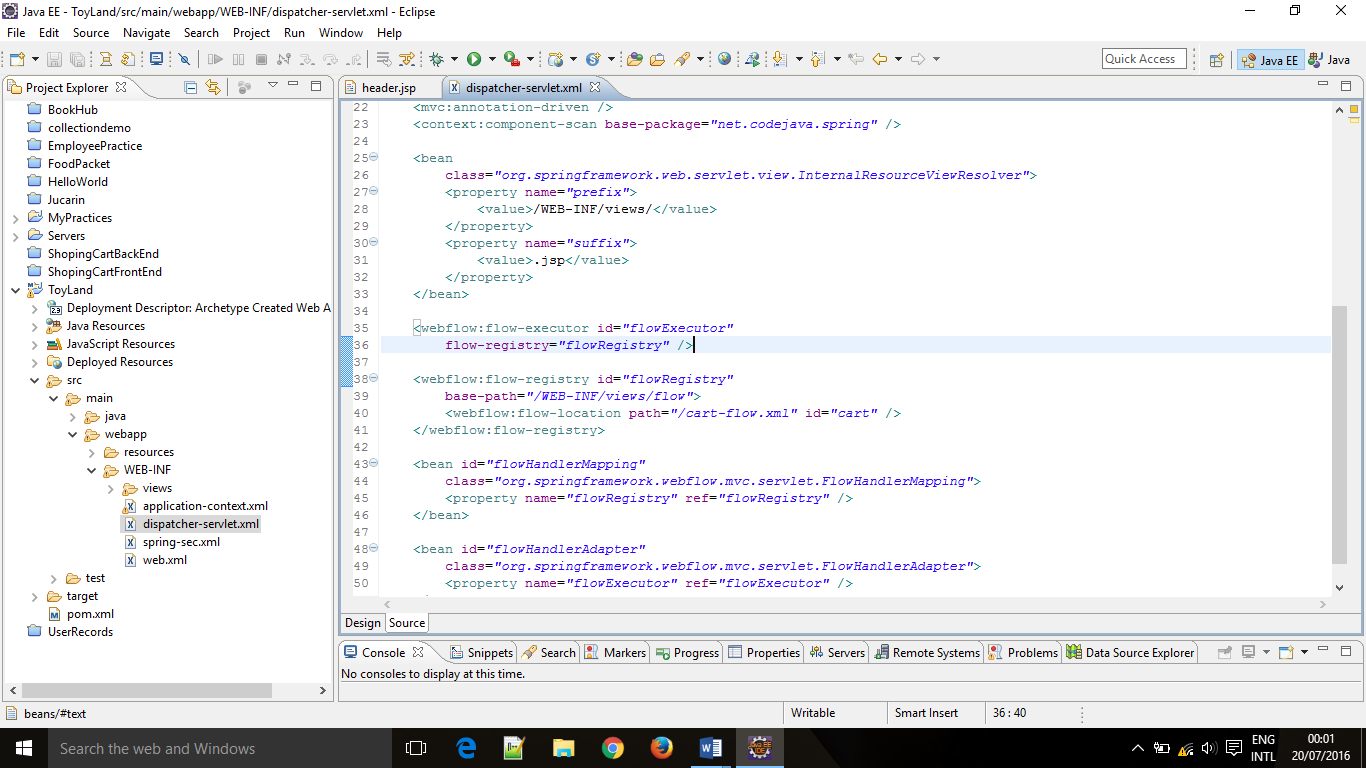 Java EE - ToyLand/src/main/webapp/WEB-INF/dispatcher-servlet.xml - Eclipse
File Edit Source Navigate Search Project Run Window Help
Quick Access
Java EE
Java
Project Explorer
BookHub
collectiondemo
EmployeePractice
FoodPacket
HelloWorld
Jucarin
MyPractices
Servers
ShopingCartBackEnd
ShopingCartFrontEnd
ToyLand
Deployment Descriptor: Archetype Created Web A
Java Resources
JavaScript Resources
Deployed Resources
src
main
java
webapp
resources
WEB-INF
views
application-context.xml
dispatcher-servlet.xml
spring-sec.xml
web.xml
test
target
pom.xml
UserRecords
header.jsp
dispatcher-servlet.xml
22 <mvc:annotation-driven />
23 <context:component-scan base-package="net.codejava.spring" />
24
25 <bean
26 class="org.springframework.web.servlet.view.InternalResourceViewResolver">
27 <property name="prefix">
28 <value>/WEB-INF/views/</value>
29 </property>
30 <property name="suffix">
31 <value>.jsp</value>
32 </property>
33 </bean>
34
35 <webflow:flow-executor id="flowExecutor"
36 flow-registry="flowRegistry" />
37
38 <webflow:flow-registry id="flowRegistry"
39 base-path="/WEB-INF/views/flow">
40 <webflow:flow-location path="/cart-flow.xml" id="cart" />
41 </webflow:flow-registry>
42
43 <bean id="flowHandlerMapping"
44 class="org.springframework.webflow.mvc.servlet.FlowHandlerMapping">
45 <property name="flowRegistry" ref="flowRegistry" />
46 </bean>
47
48 <bean id="flowHandlerAdapter"
49 class="org.springframework.webflow.mvc.servlet.FlowHandlerAdapter">
50 <property name="flowExecutor" ref="flowExecutor" />
Design Source
Console Snippets Search Markers Progress Properties Servers Remote Systems Problems Data Source Explorer
No consoles to display at this time.
beans/#text
Writable
Smart Insert
36 : 40
Search the web and Windows
ENG
INTL
00:01
20/07/2016